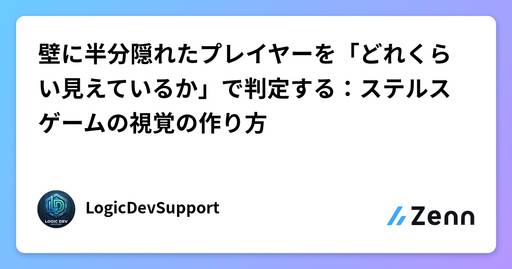 壁に半分隠れたプレイヤーを「どれくら
い見えているか」で判定する：ステルス
ゲームの視覚の作り方
LogicDevSupport
Zenn